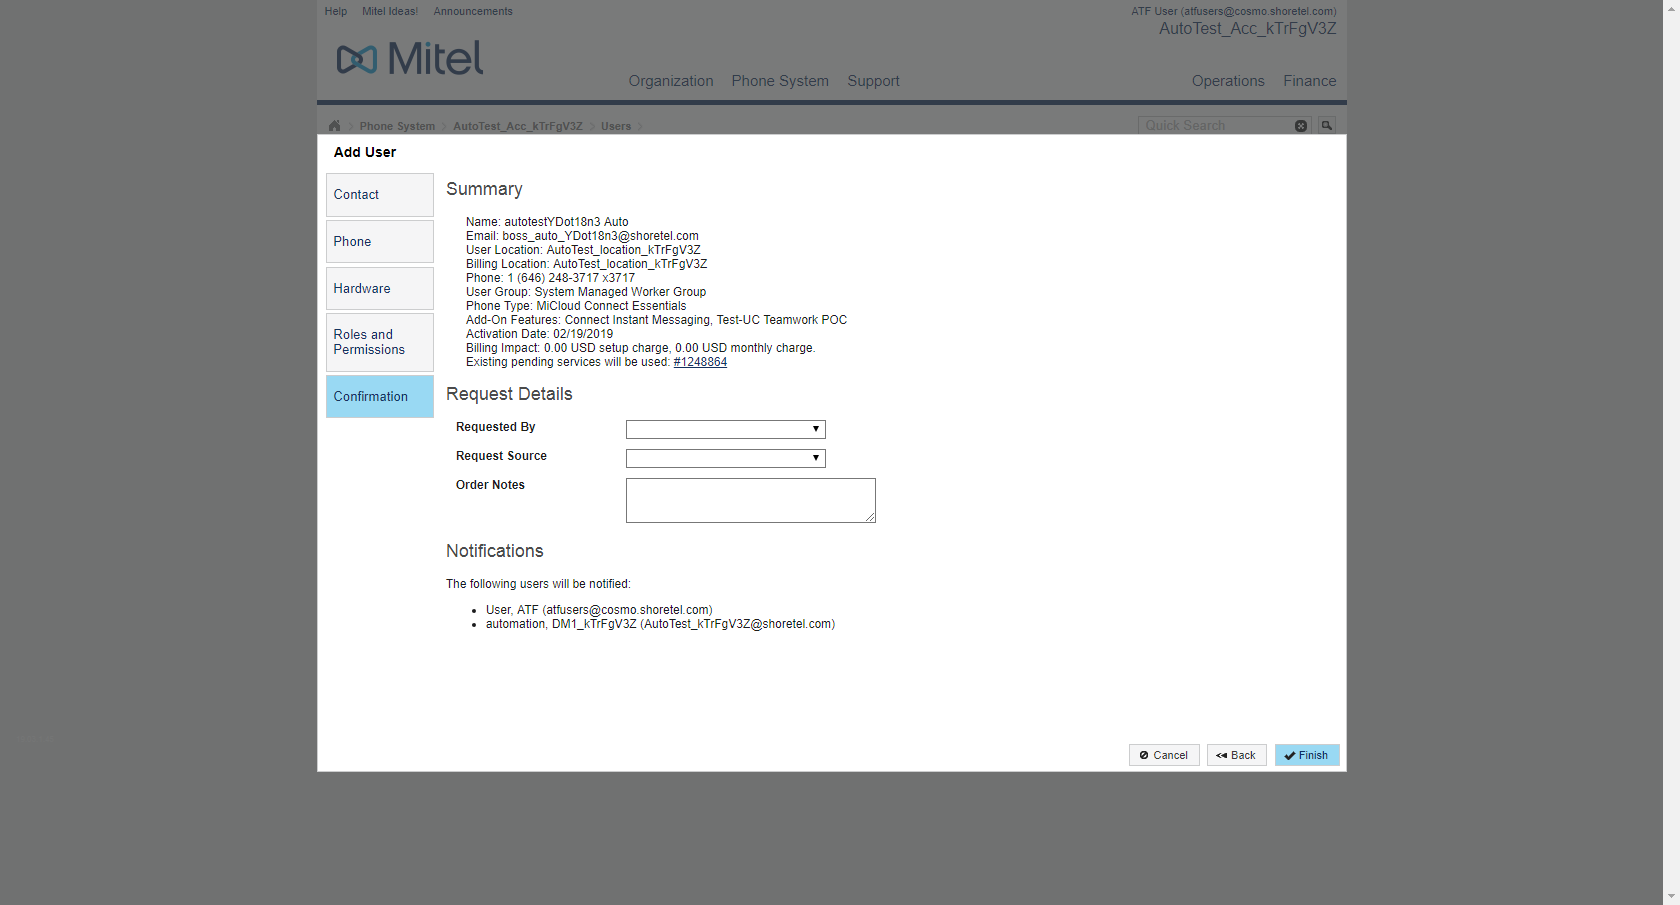 Help Mitel Ideas! Announcements
ATF User (atfusers@cosmo.shoretel.com)
AutoTest_Acc_kTrFgV3Z
Mitel
Organization Phone System Support
Operations Finance
Phone System AutoTest_Acc_kTrFgV3Z Users
Quick Search
Add User
Contact
Phone
Hardware
Roles and
Permissions
Confirmation
Summary
Name: autotestYDot18n3 Auto
Email: boss_auto_YDot18n3@shoretel.com
User Location: AutoTest_location_kTrFgV3Z
Billing Location: AutoTest_location_kTrFgV3Z
Phone: 1 (646) 248-3717 x3717
User Group: System Managed Worker Group
Phone Type: MiCloud Connect Essentials
Add-On Features: Connect Instant Messaging, Test-UC Teamwork POC
Activation Date: 02/19/2019
Billing Impact: 0.00 USD setup charge, 0.00 USD monthly charge.
Existing pending services will be used: #1248864
Request Details
Requested By
Request Source
Order Notes
Notifications
The following users will be notified:
User, ATF (atfusers@cosmo.shoretel.com)
automation, DM1_kTrFgV3Z (AutoTest_kTrFgV3Z@shoretel.com)
Cancel Back Finish